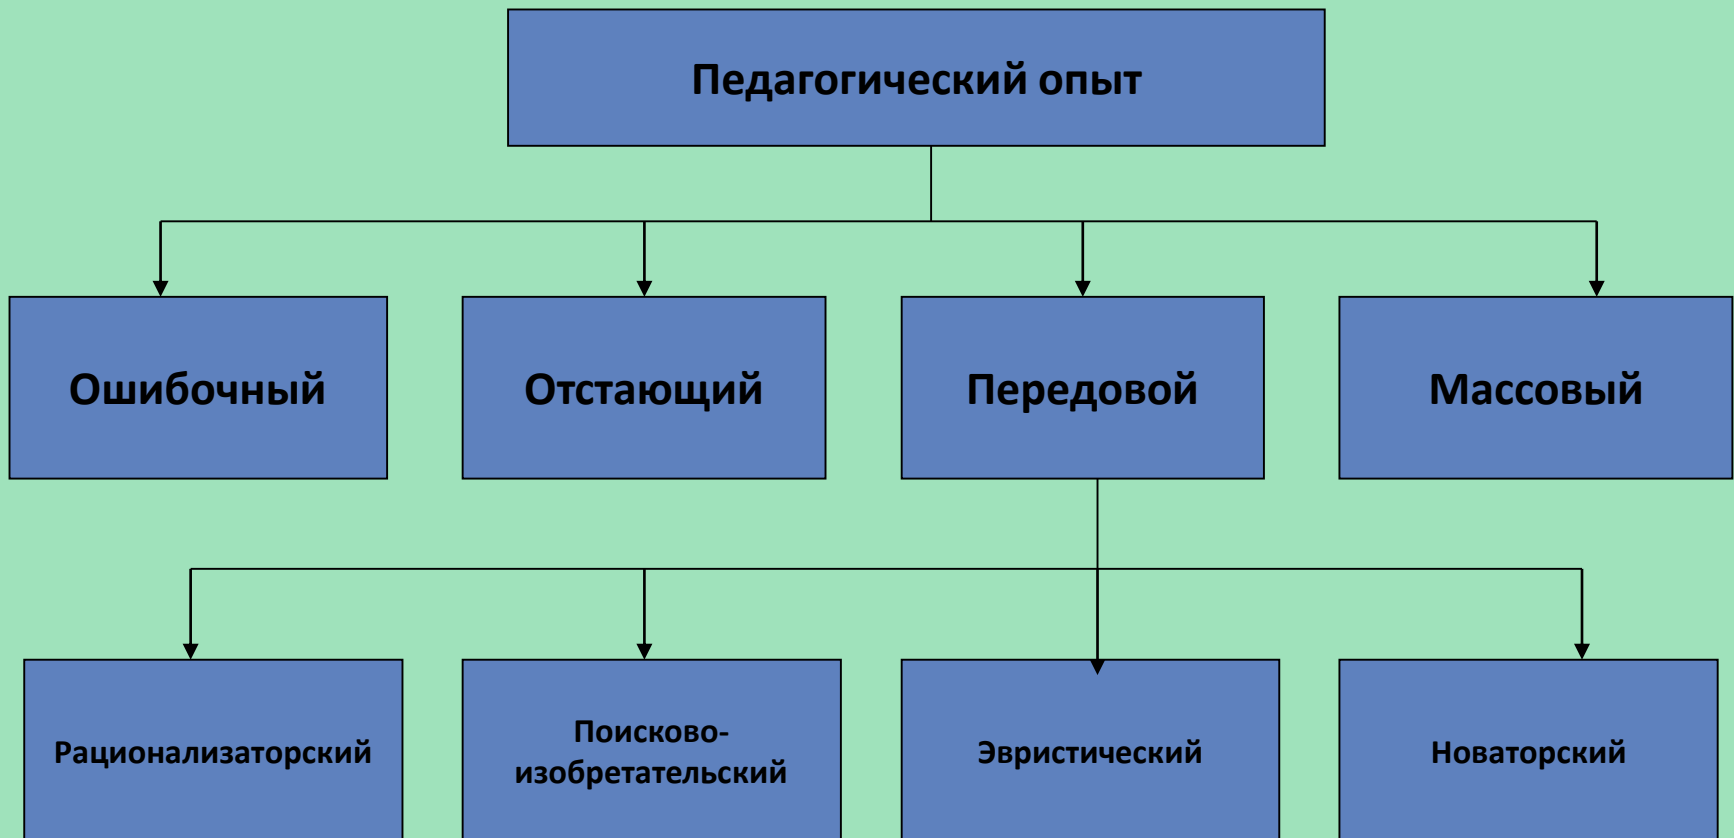 Педагогический опыт
Ошибочный
Отстающий
Передовой
Массовый
Рационализаторский
Поисково-
изобретательский
Эвристический
Новаторский